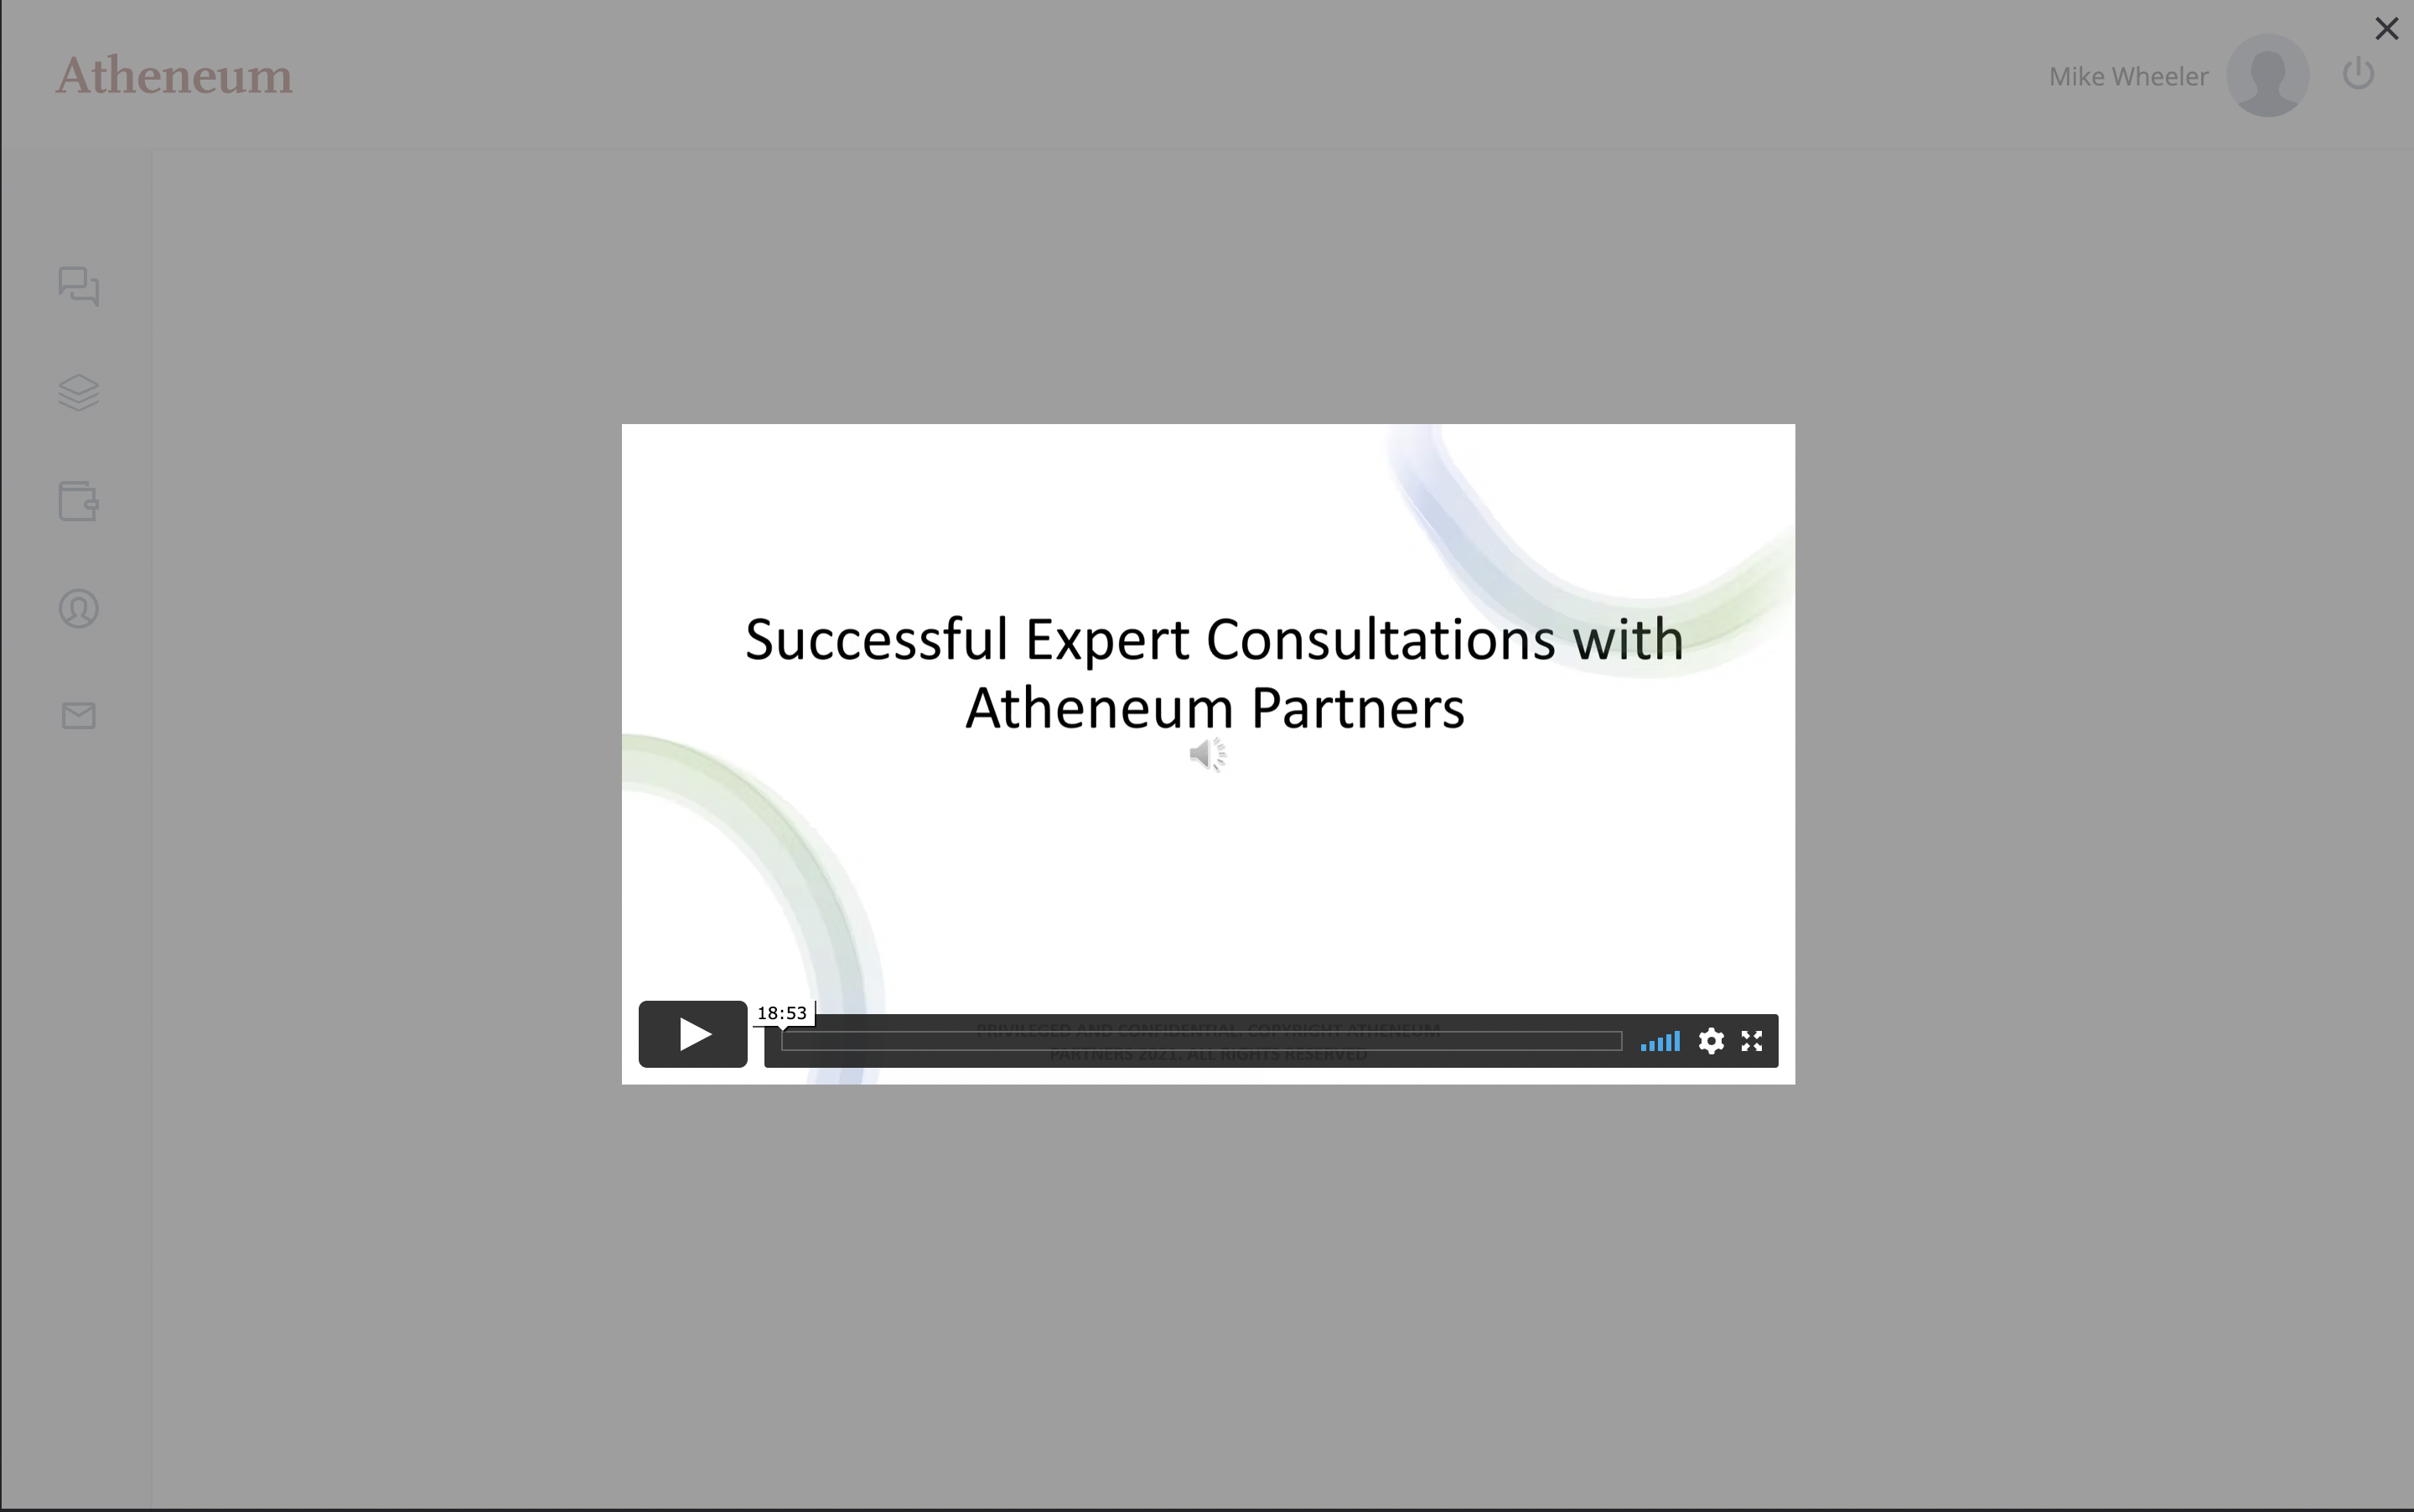 Atheneum
Mike Wheeler
Successful Expert Consultations with
Atheneum Partners
18:53
PRIVILEGED AND CONFIDENTIAL. COPYRIGHT ATHENEUM
PARTNERS 2021. ALL RIGHTS RESERVED